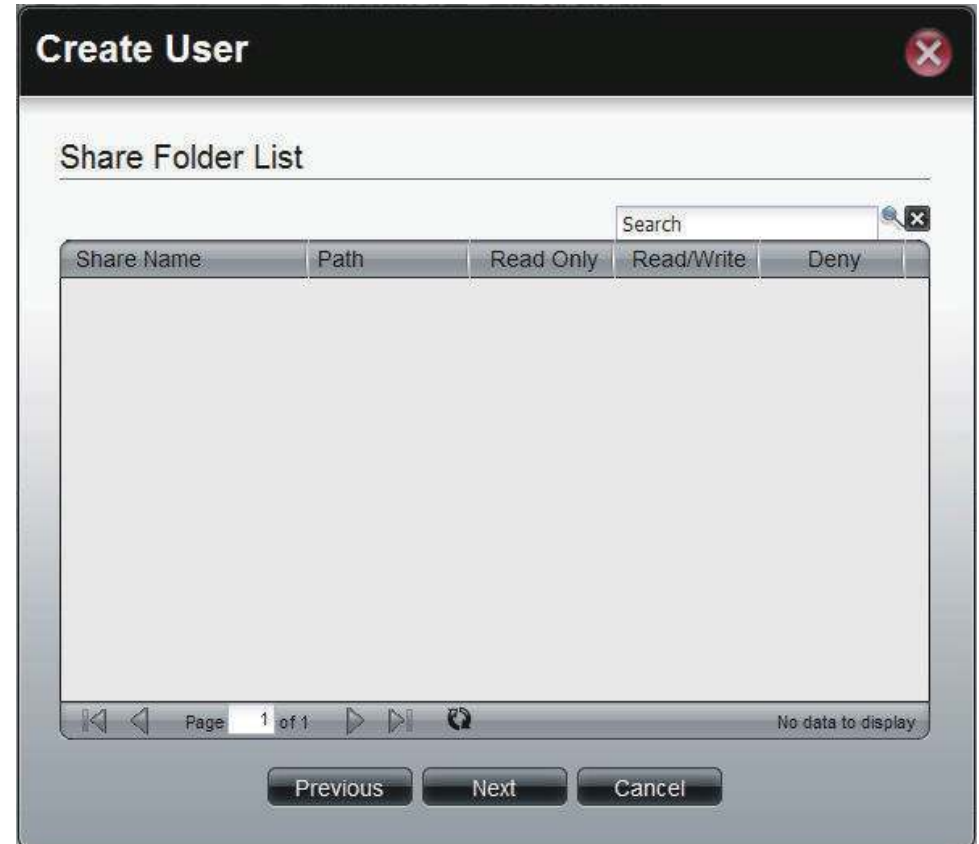 Create User
Share Folder List
Search
Share Name Path Read Only Read/Write Deny
Page 1 of 1 No data to display
Previous Next Cancel